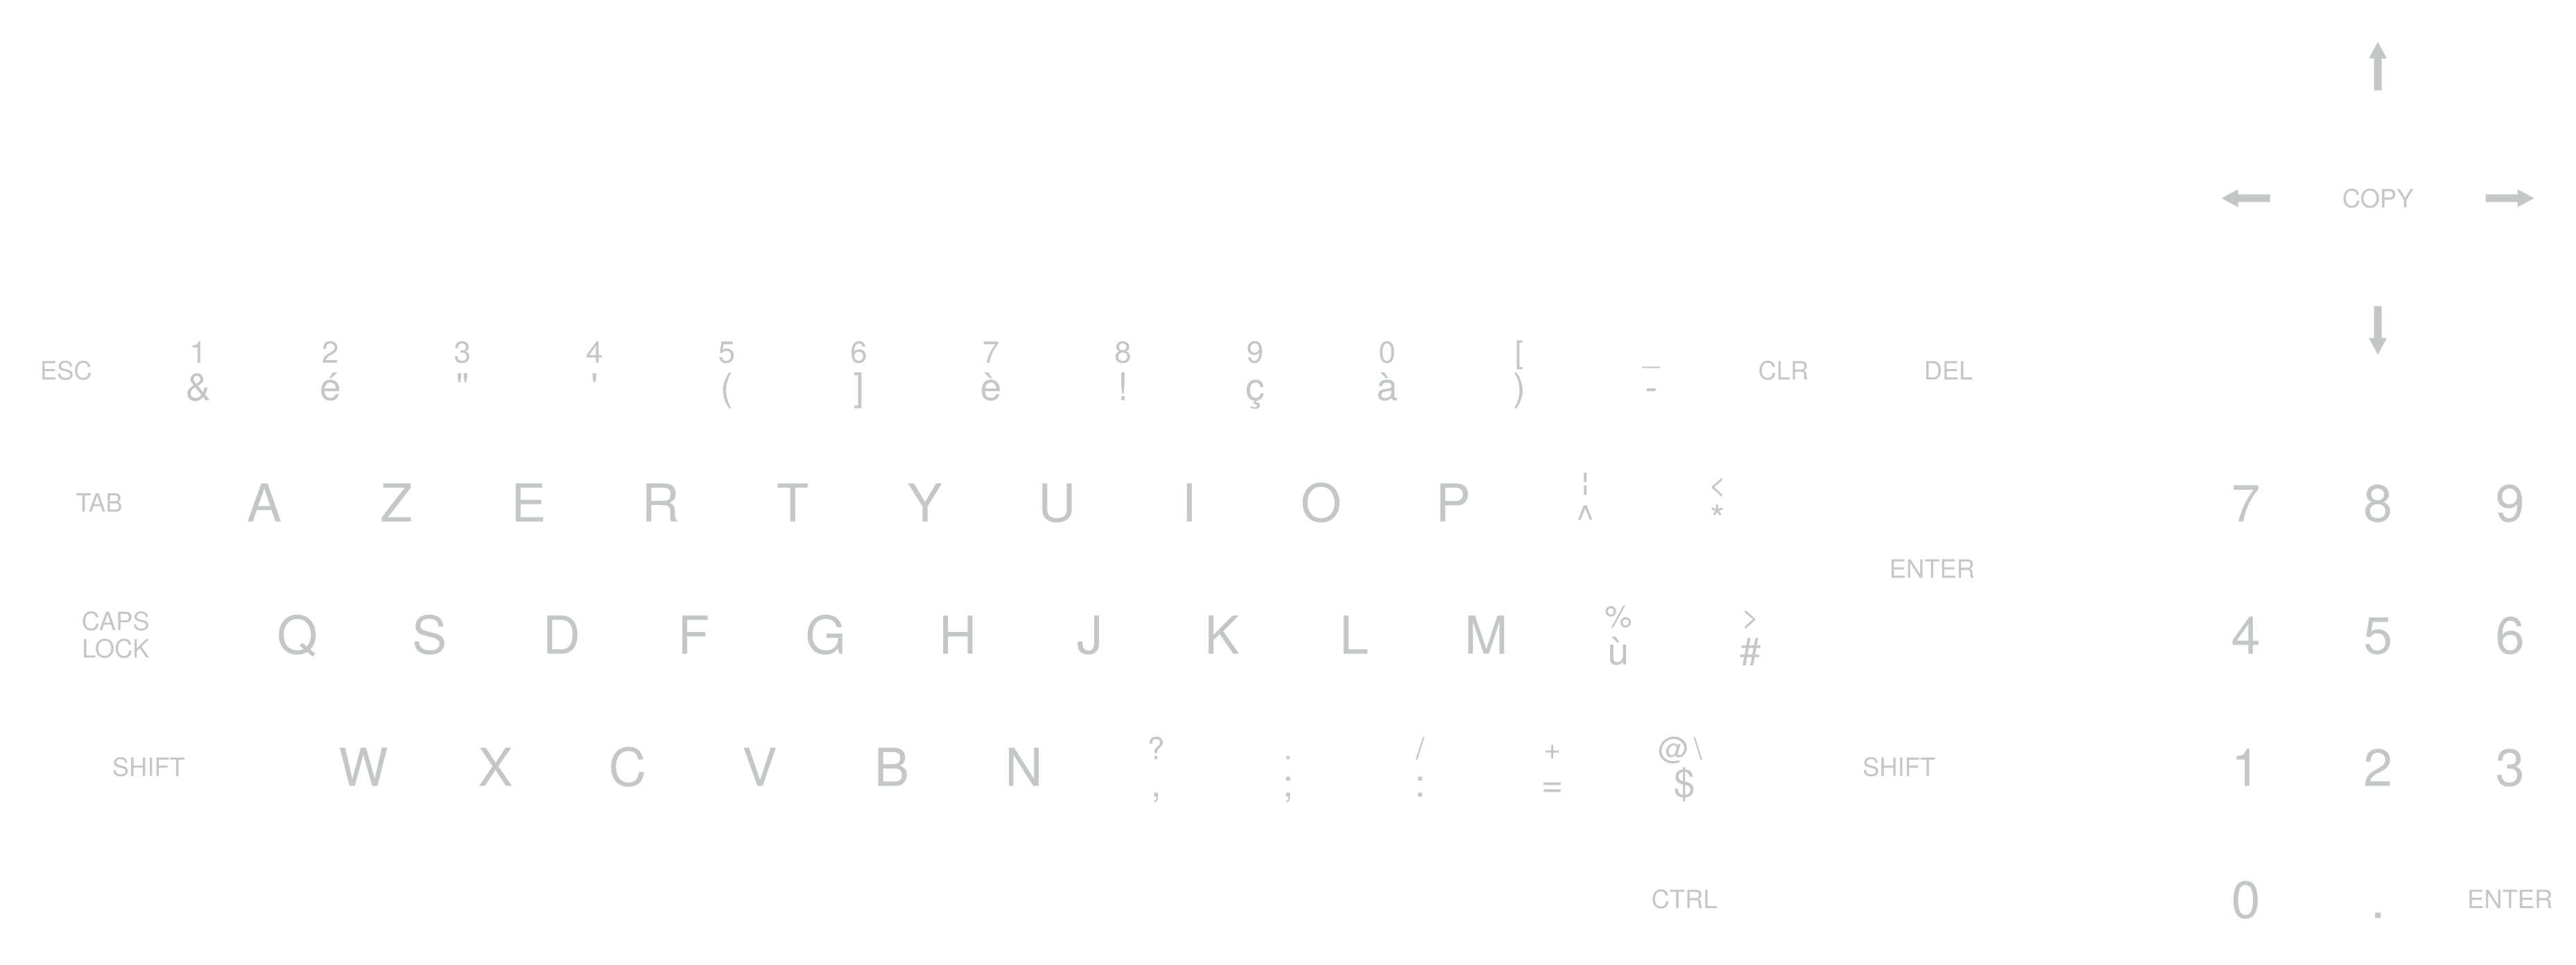 ↑
← COPY →
↓
1 2 3 4 5 6 7 8 9 0 [ _
ESC & é " ' ( ] è ! ç à ) - CLR DEL
TAB A Z E R T Y U I O P ¦ ^ < * 7 8 9
ENTER
CAPS LOCK Q S D F G H J K L M % ù > # 4 5 6
SHIFT W X C V B N ? , . ; / : + = @ \ $ SHIFT 1 2 3
CTRL 0 . ENTER